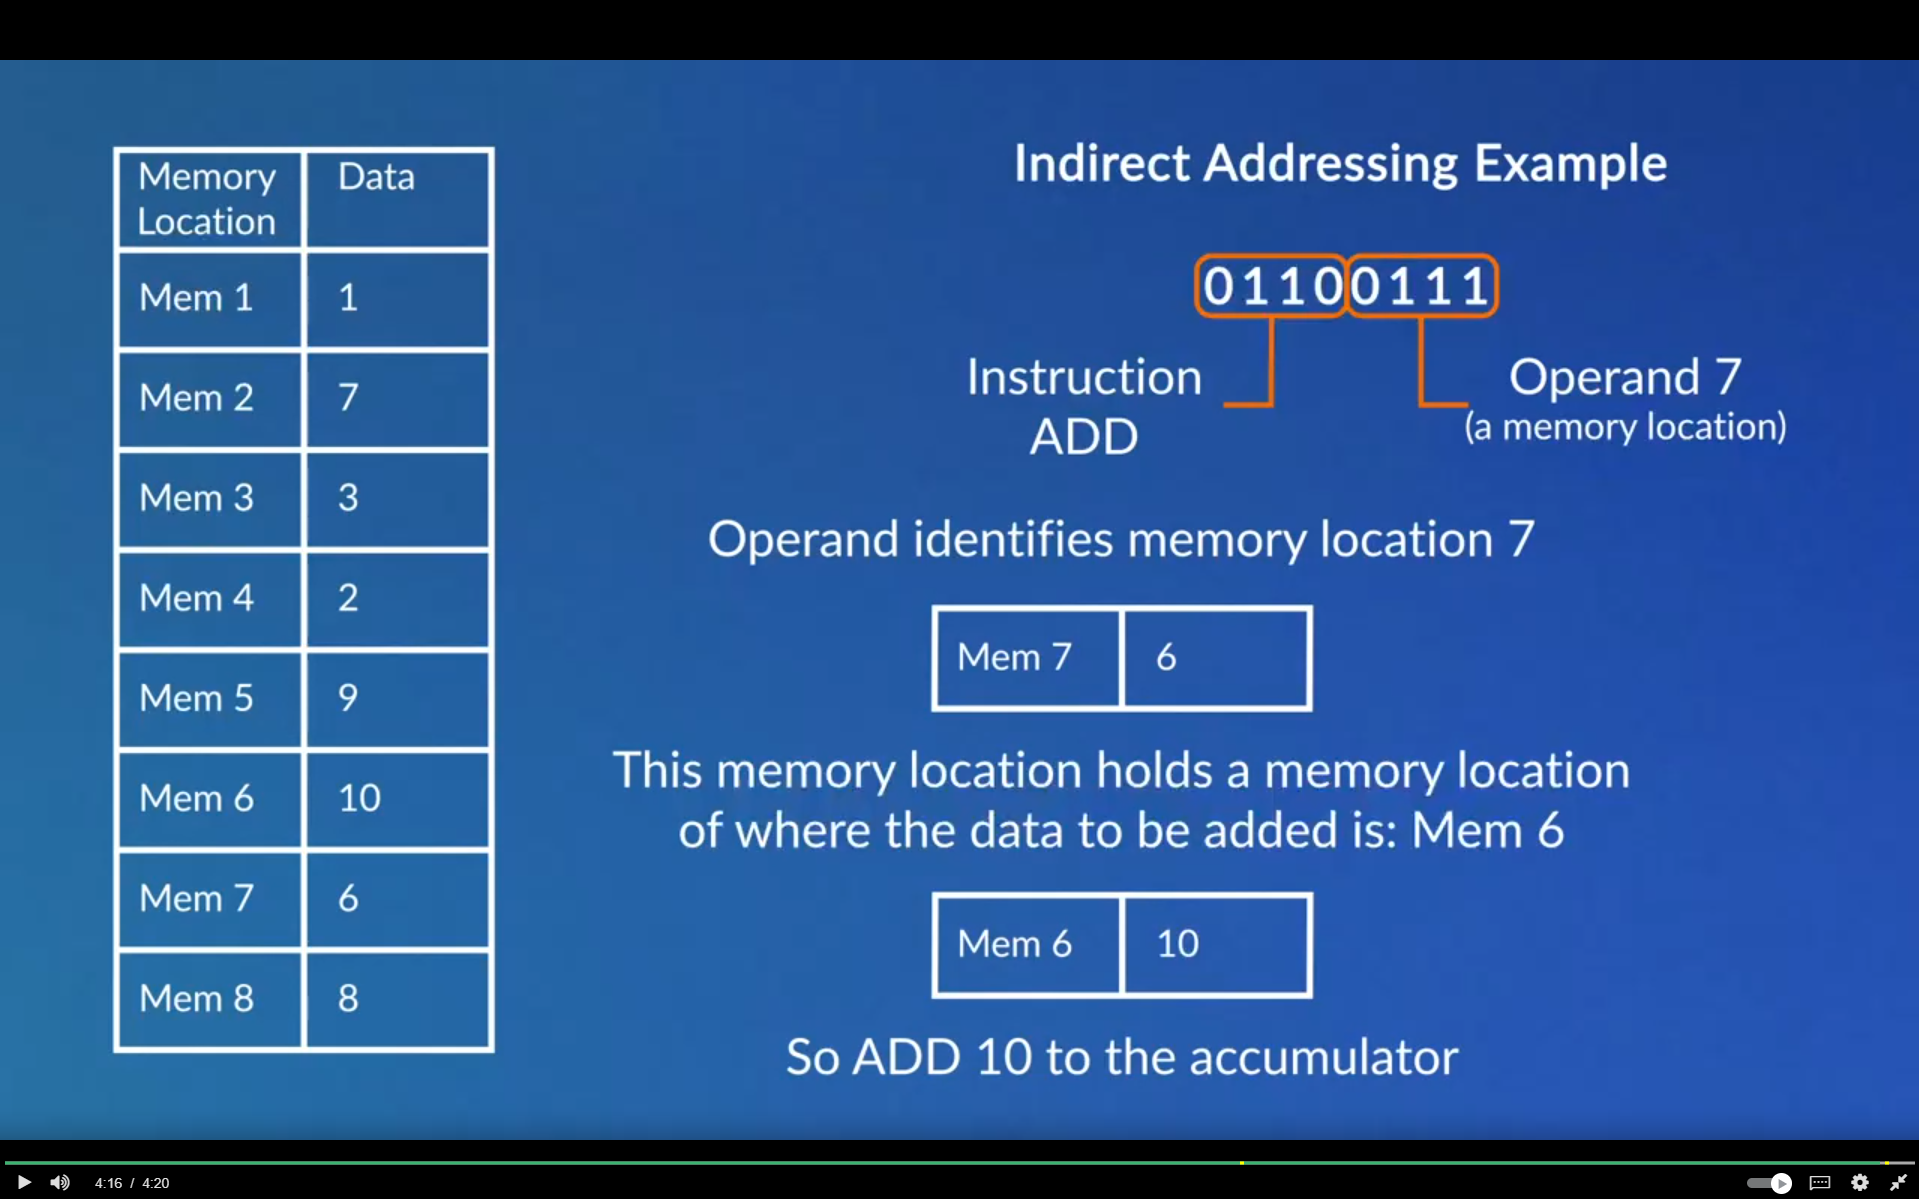 Memory Location Data
Mem 1 1
Mem 2 7
Mem 3 3
Mem 4 2
Mem 5 9
Mem 6 10
Mem 7 6
Mem 8 8
Indirect Addressing Example
01100111
Instruction
ADD
Operand 7
(a memory location)
Operand identifies memory location 7
Mem 7 6
This memory location holds a memory location
of where the data to be added is: Mem 6
Mem 6 10
So ADD 10 to the accumulator
4:16 / 4:20